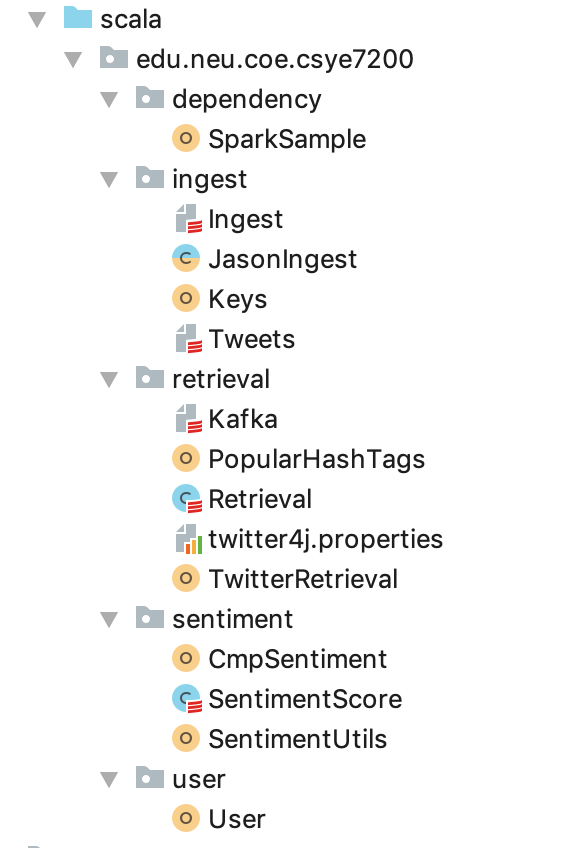 scala
edu.neu.coe.csye7200
dependency
SparkSample
ingest
Ingest
JasonIngest
Keys
Tweets
retrieval
Kafka
PopularHashTags
Retrieval
twitter4j.properties
TwitterRetrieval
sentiment
CmpSentiment
SentimentScore
SentimentUtils
user
User